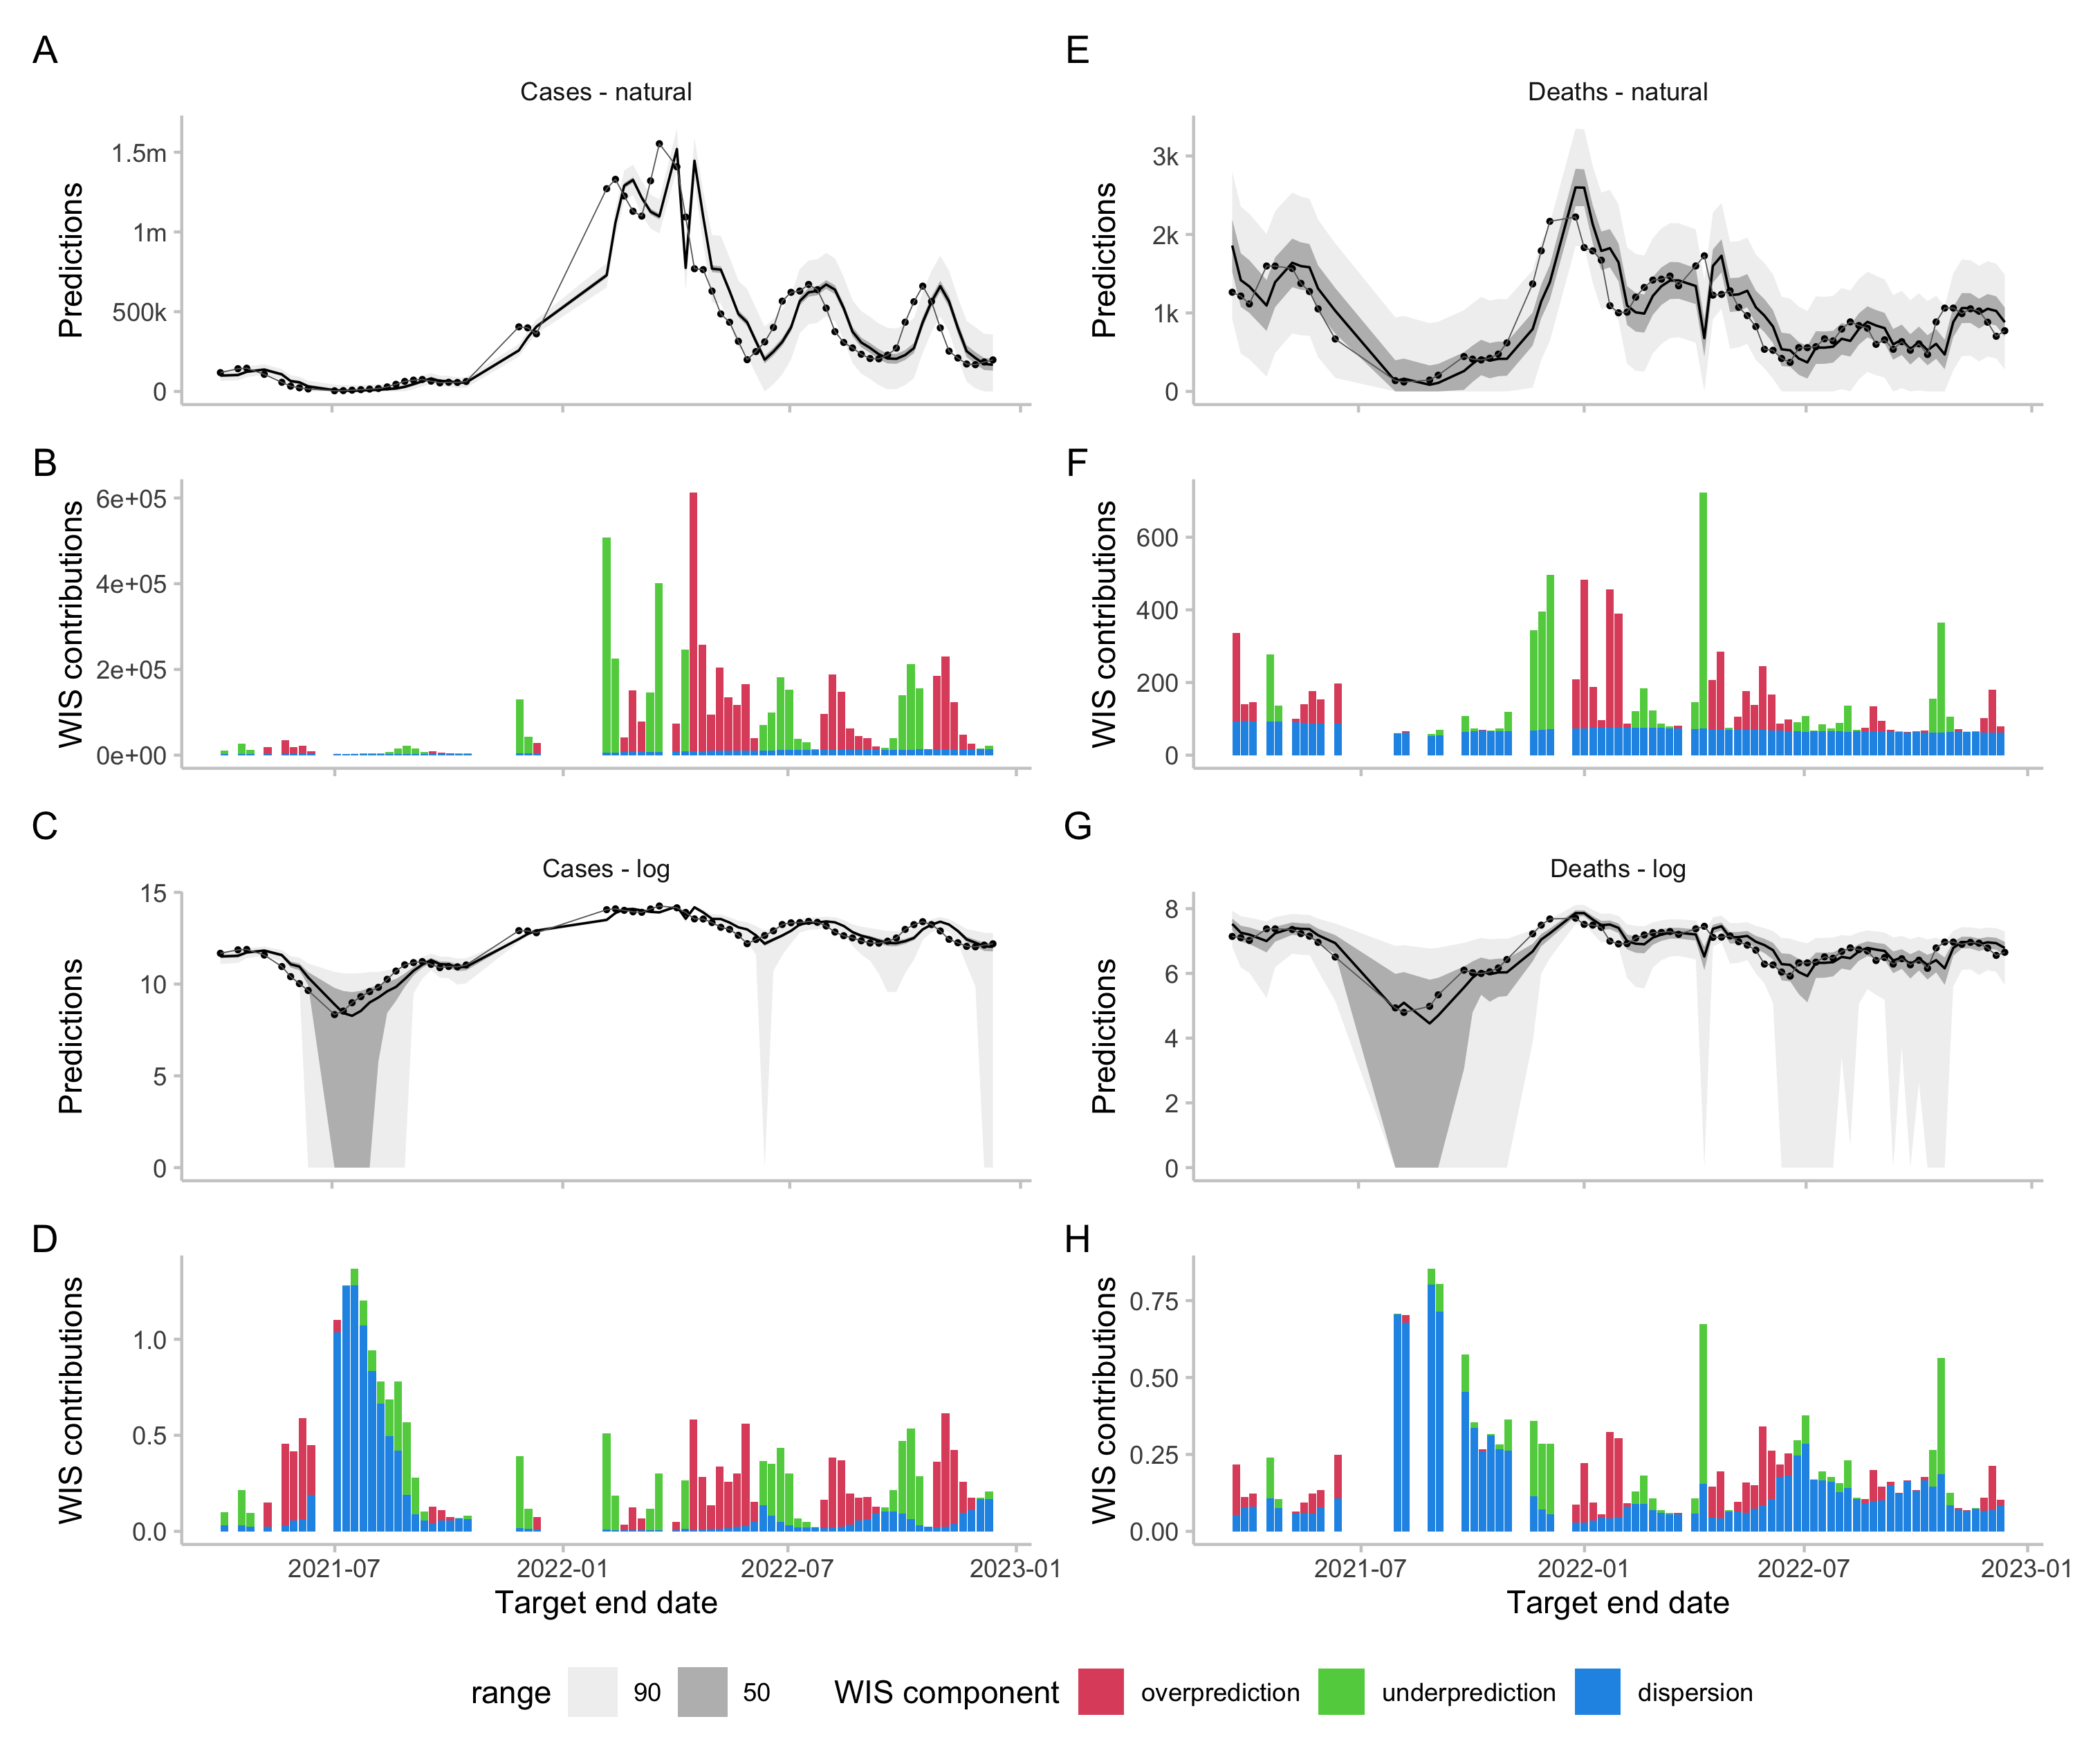 A
Cases - natural
Predictions
1.5m
1m
500k
0
B
WIS contributions
6e+05
4e+05
2e+05
0e+00
C
Cases - log
Predictions
15
10
5
0
D
WIS contributions
1.0
0.5
0.0
2021-07 2022-01 2022-07 2023-01
Target end date
E
Deaths - natural
Predictions
3k
2k
1k
0
F
WIS contributions
600
400
200
0
G
Deaths - log
Predictions
8
6
4
2
0
H
WIS contributions
0.75
0.50
0.25
0.00
2021-07 2022-01 2022-07 2023-01
Target end date
range 90 50 WIS component overprediction underprediction dispersion